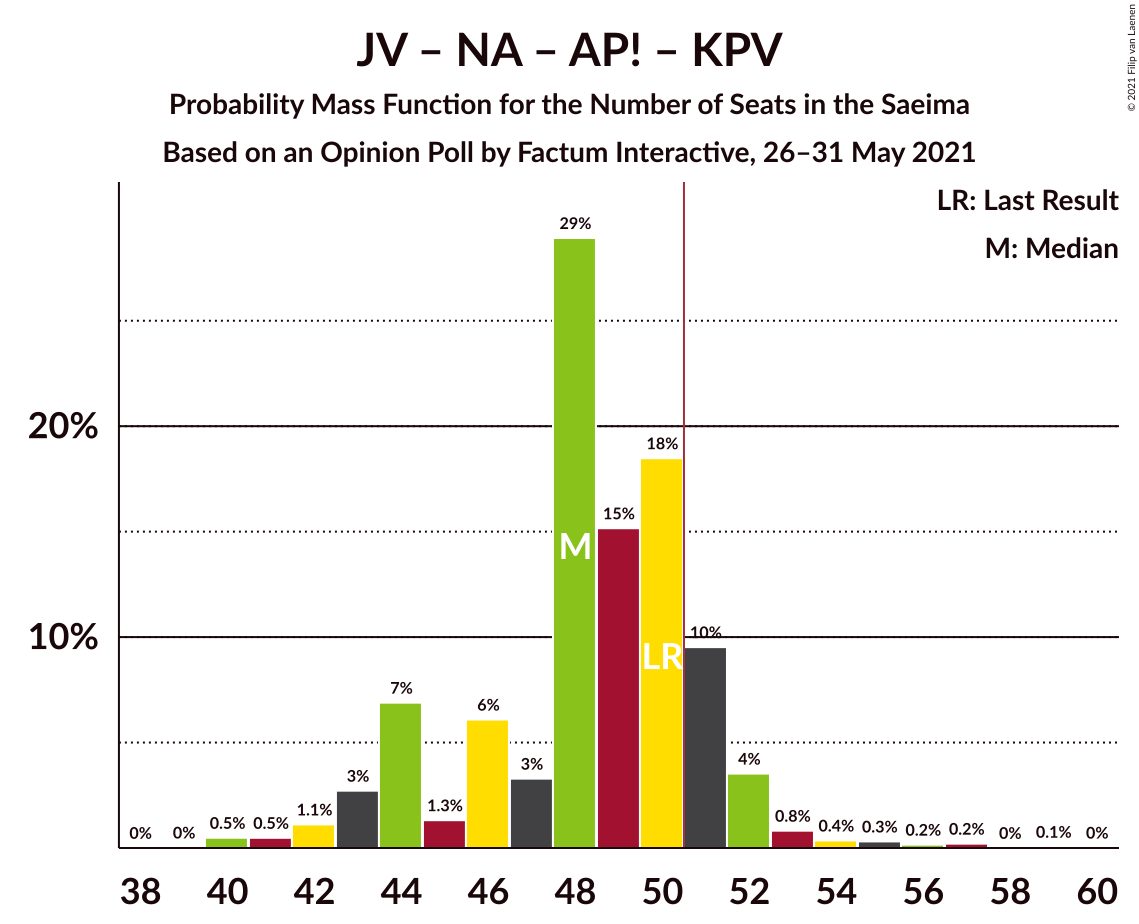 JV – NA – AP! – KPV
Probability Mass Function for the Number of Seats in the Saeima
Based on an Opinion Poll by Factum Interactive, 26–31 May 2021
© 2021 Filip van Laenen
LR: Last Result
M: Median
20%
10%
0%
0%
0.5%
0.5%
1.1%
3%
7%
1.3%
6%
3%
29%
15%
18%
10%
4%
0.8%
0.4%
0.3%
0.2%
0.2%
0%
0.1%
0%
M
LR
38 40 42 44 46 48 50 52 54 56 58 60